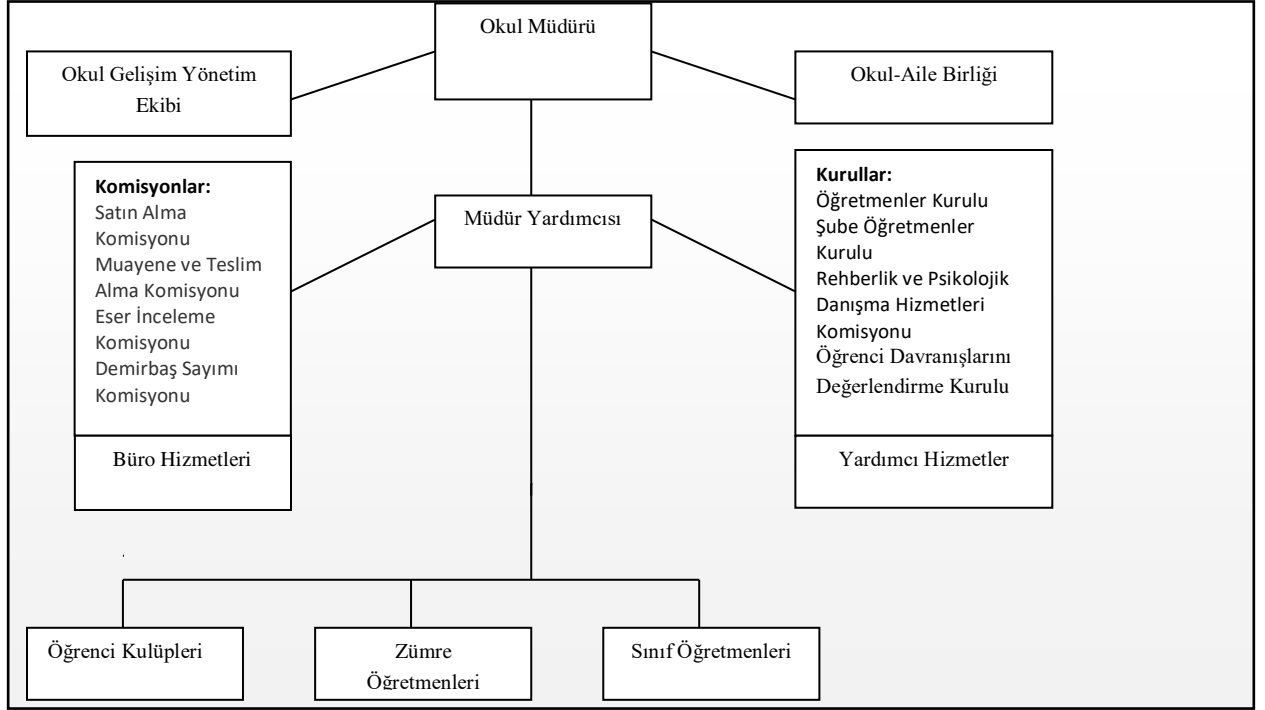 Okul Müdürü
Okul Gelişim Yönetim
Ekibi
Okul-Aile Birliği
Komisyonlar:
Satın Alma
Komisyonu
Muayene ve Teslim
Alma Komisyonu
Eser İnceleme
Komisyonu
Demirbaş Sayımı
Komisyonu
Müdür Yardımcısı
Kurullar:
Öğretmenler Kurulu
Şube Öğretmenler
Kurulu
Rehberlik ve Psikolojik
Danışma Hizmetleri
Komisyonu
Öğrenci Davranışlarını
Değerlendirme Kurulu
Büro Hizmetleri
Yardımcı Hizmetler
Öğrenci Kulüpleri
Zümre
Öğretmenleri
Sınıf Öğretmenleri